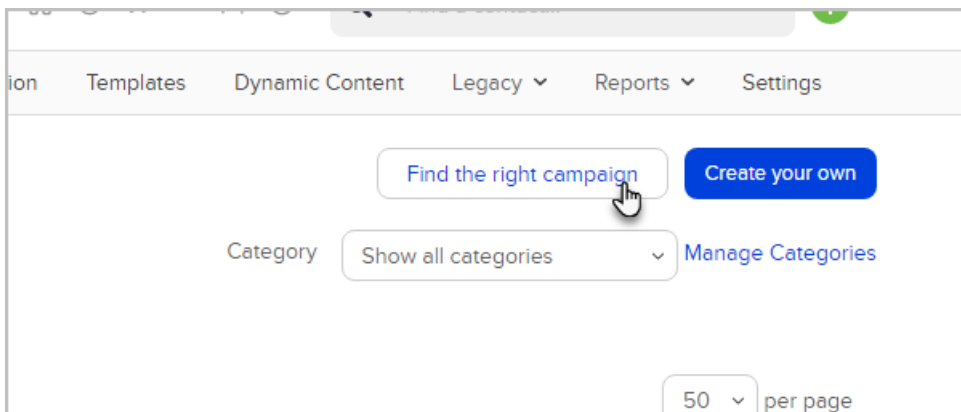 ion Templates Dynamic Content Legacy Reports Settings
Find the right campaign Create your own
Category Show all categories Manage Categories
50 per page